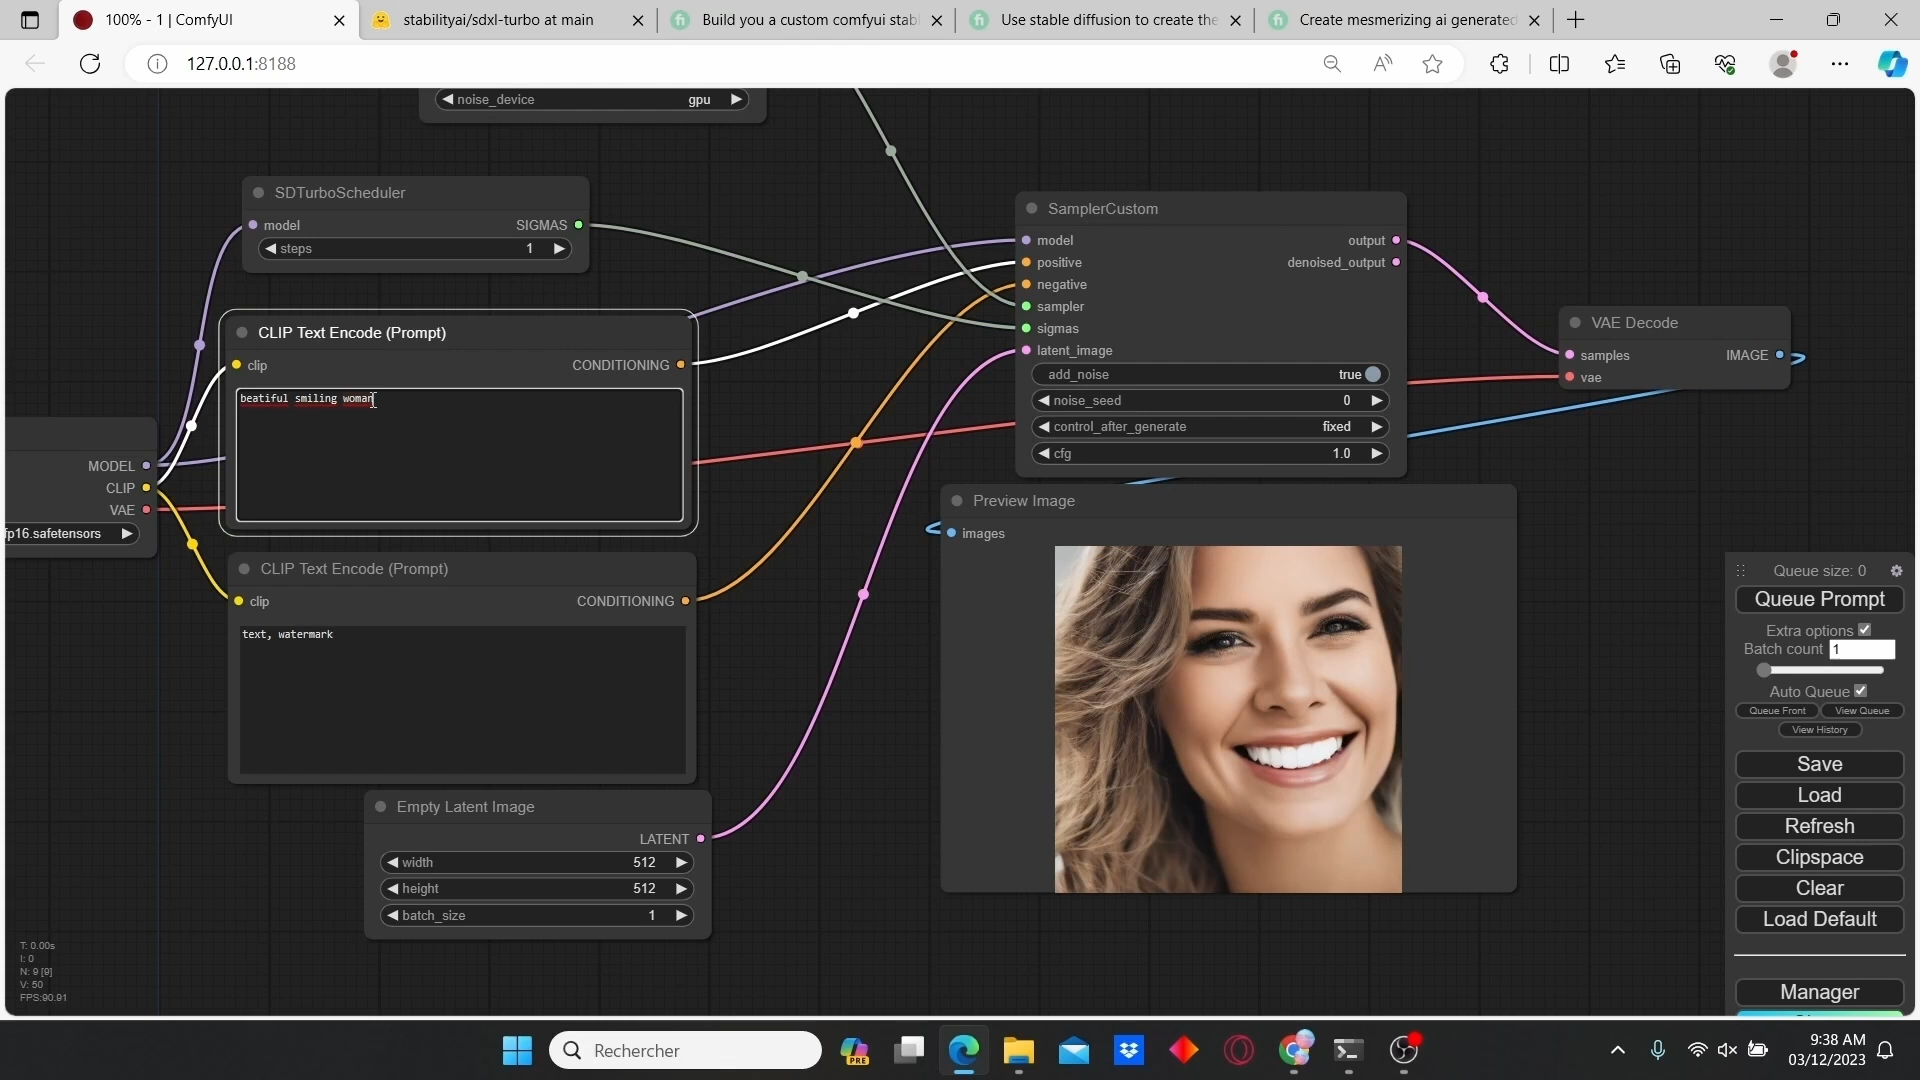 100% - 1 | ComfyUI
stabilityai/sdxl-turbo at main
Build you a custom comfyui stabl
Use stable diffusion to create the
Create mesmerizing ai generated
127.0.0.1:8188
noise_device gpu
SDTurboScheduler
model SIGMAS
steps 1
CLIP Text Encode (Prompt)
clip CONDITIONING
beatiful smiling woman
MODEL
CLIP
VAE
fp16.safetensors
CLIP Text Encode (Prompt)
clip CONDITIONING
text, watermark
Empty Latent Image
LATENT
width 512
height 512
batch_size 1
SamplerCustom
model output
positive denoised_output
negative
sampler
sigmas
latent_image
add_noise true
noise_seed 0
control_after_generate fixed
cfg 1.0
VAE Decode
samples IMAGE
vae
Preview Image
images
Queue size: 0
Queue Prompt
Extra options
Batch count 1
Auto Queue
Queue Front View Queue
View History
Save
Load
Refresh
Clipspace
Clear
Load Default
Manager
T: 0.00s
I: 0
N: 9 [9]
V: 50
FPS:90.91
Rechercher
PRE
9:38 AM
03/12/2023